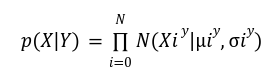 p(X|Y) = ∏_{i=0}^{N} N(Xi^y|μi^y, σi^y)